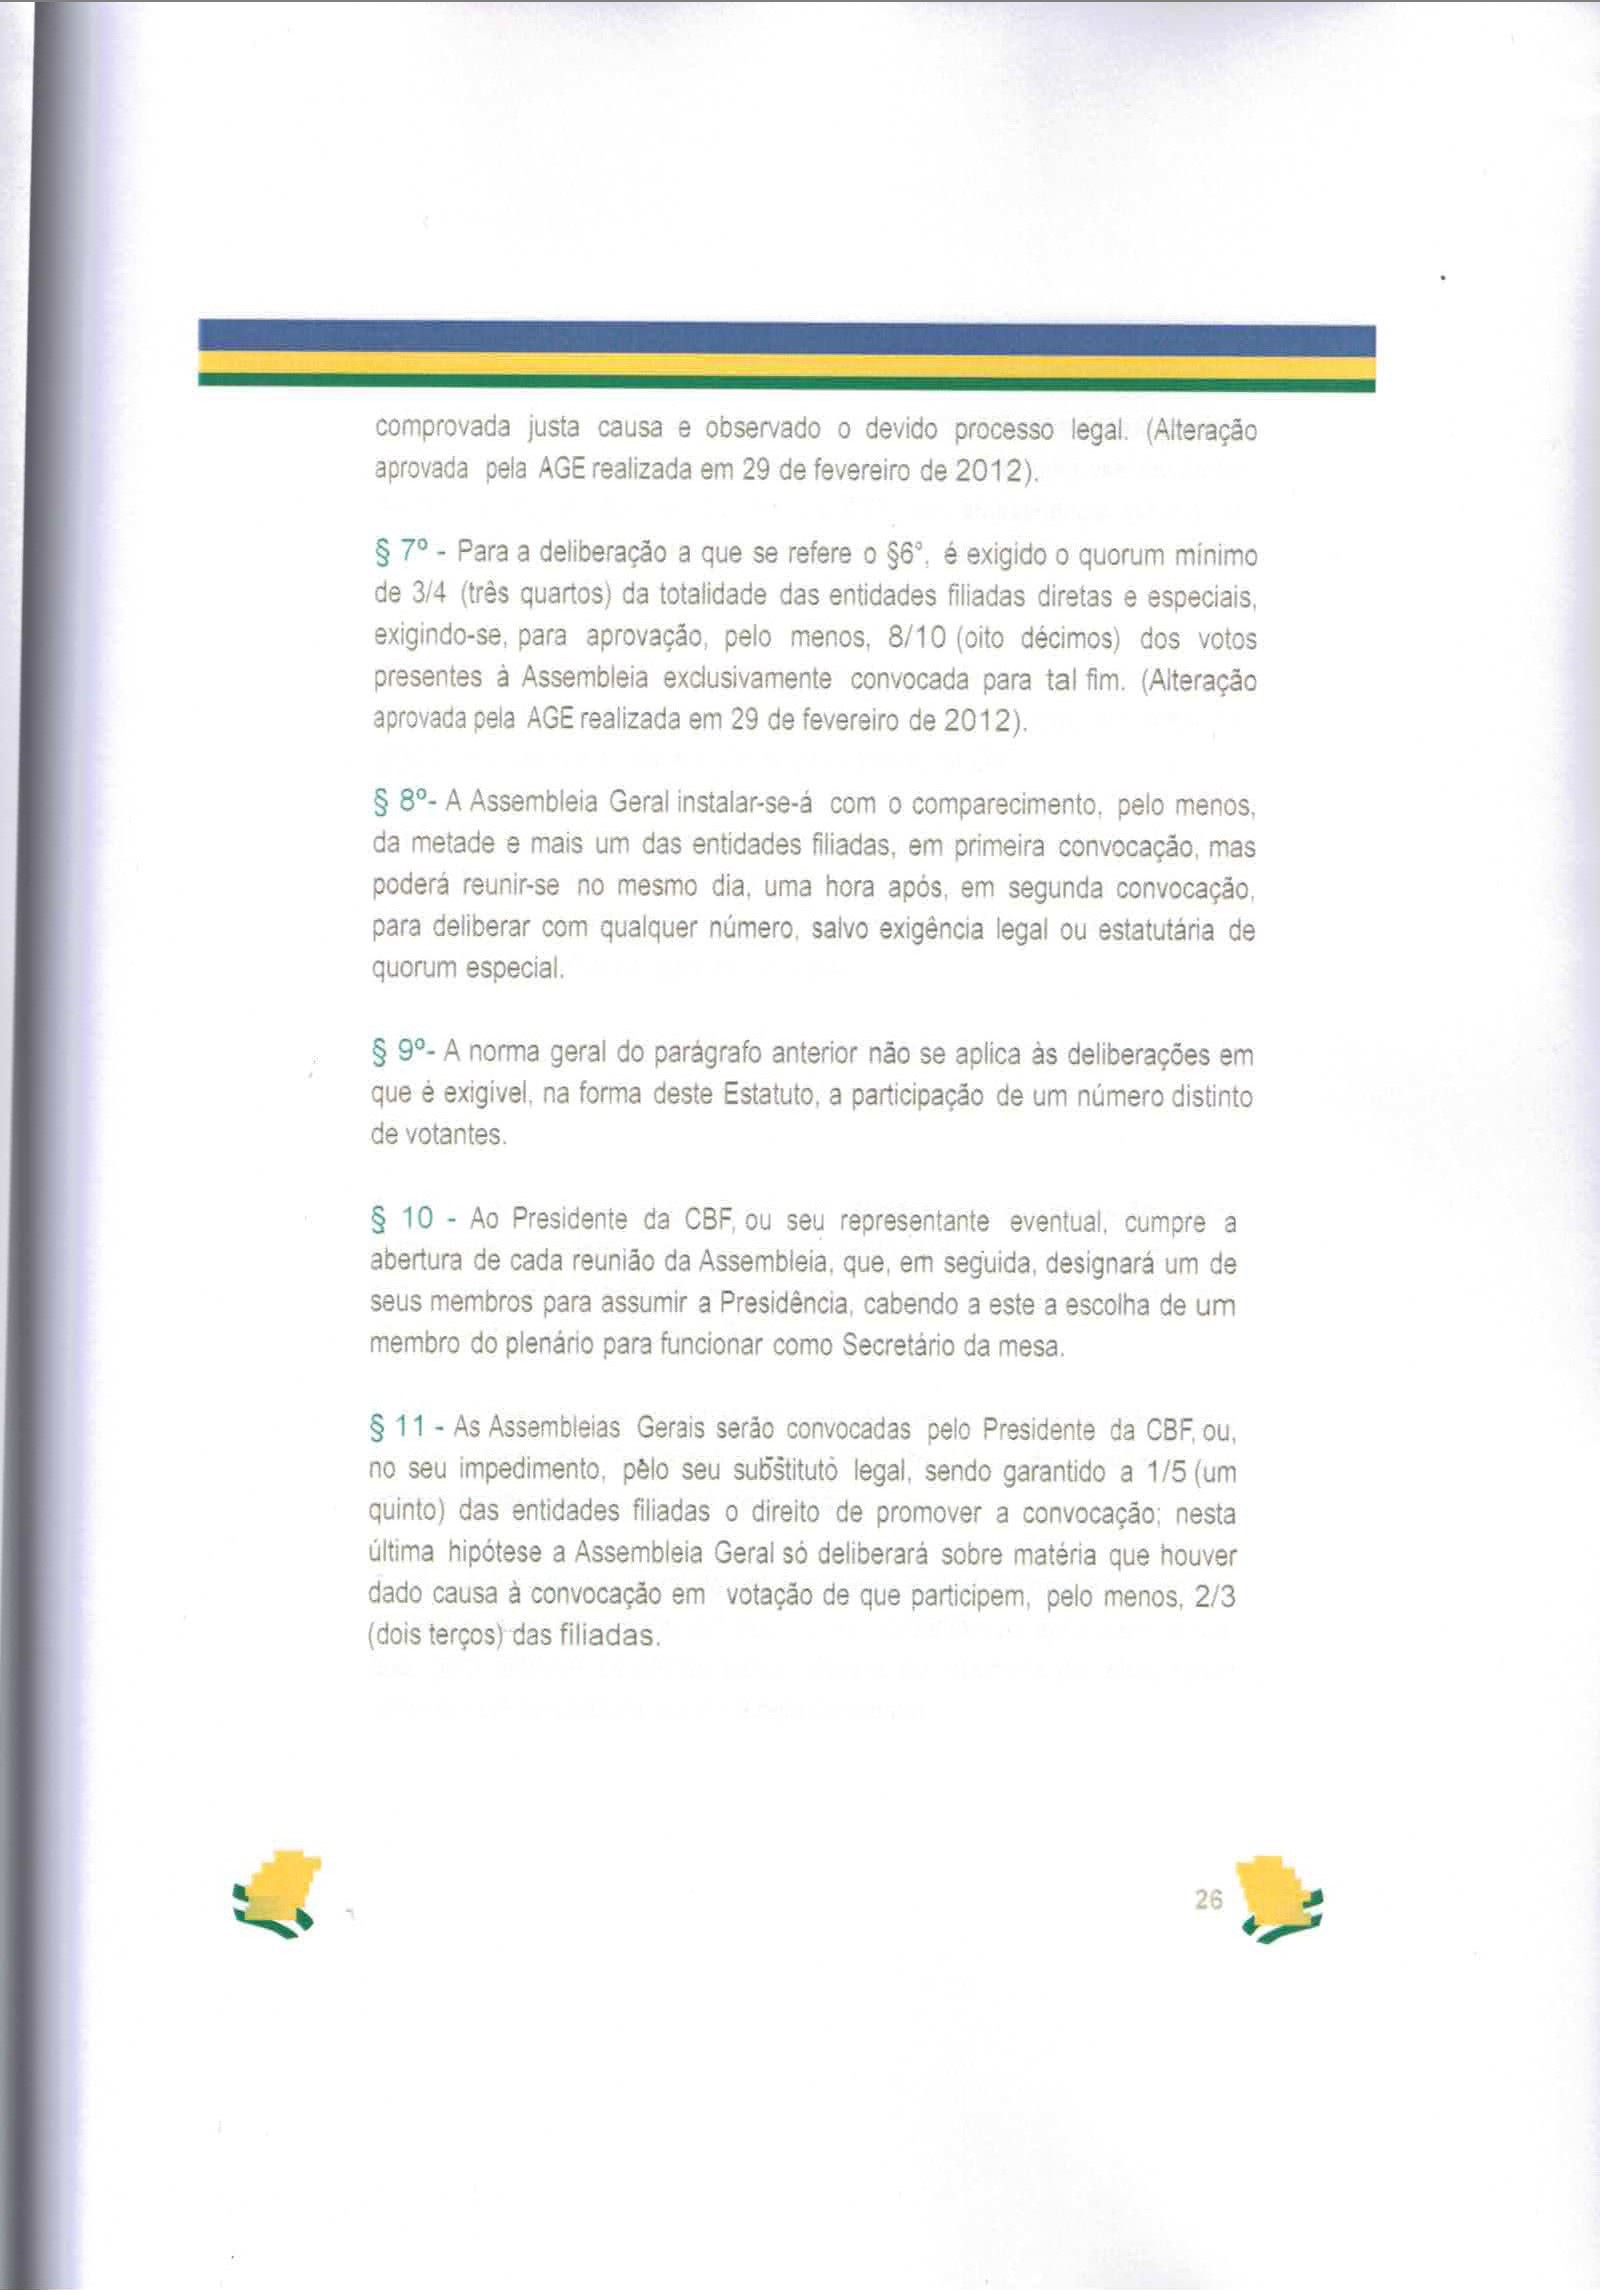 comprovada justa causa e observado o devido processo legal. (Alteração
aprovada pela AGE realizada em 29 de fevereiro de 2012).
§ 7º - Para a deliberação a que se refere o §6º, é exigido o quorum mínimo
de 3/4 (três quartos) da totalidade das entidades filiadas diretas e especiais,
exigindo-se, para aprovação, pelo menos, 8/10 (oito décimos) dos votos
presentes à Assembleia exclusivamente convocada para tal fim. (Alteração
aprovada pela AGE realizada em 29 de fevereiro de 2012).
§ 8º- A Assembleia Geral instalar-se-á com o comparecimento, pelo menos,
da metade e mais um das entidades filiadas, em primeira convocação, mas
poderá reunir-se no mesmo dia, uma hora após, em segunda convocação,
para deliberar com qualquer número, salvo exigência legal ou estatutária de
quorum especial.
§ 9º- A norma geral do parágrafo anterior não se aplica às deliberações em
que é exigível, na forma deste Estatuto, a participação de um número distinto
de votantes.
§ 10 - Ao Presidente da CBF, ou seu representante eventual, cumpre a
abertura de cada reunião da Assembleia, que, em seguida, designará um de
seus membros para assumir a Presidência, cabendo a este a escolha de um
membro do plenário para funcionar como Secretário da mesa.
§ 11 - As Assembleias Gerais serão convocadas pelo Presidente da CBF, ou,
no seu impedimento, pelo seu substituto legal, sendo garantido a 1/5 (um
quinto) das entidades filiadas o direito de promover a convocação; nesta
última hipótese a Assembleia Geral só deliberará sobre matéria que houver
dado causa à convocação em votação de que participem, pelo menos, 2/3
(dois terços) das filiadas.
26